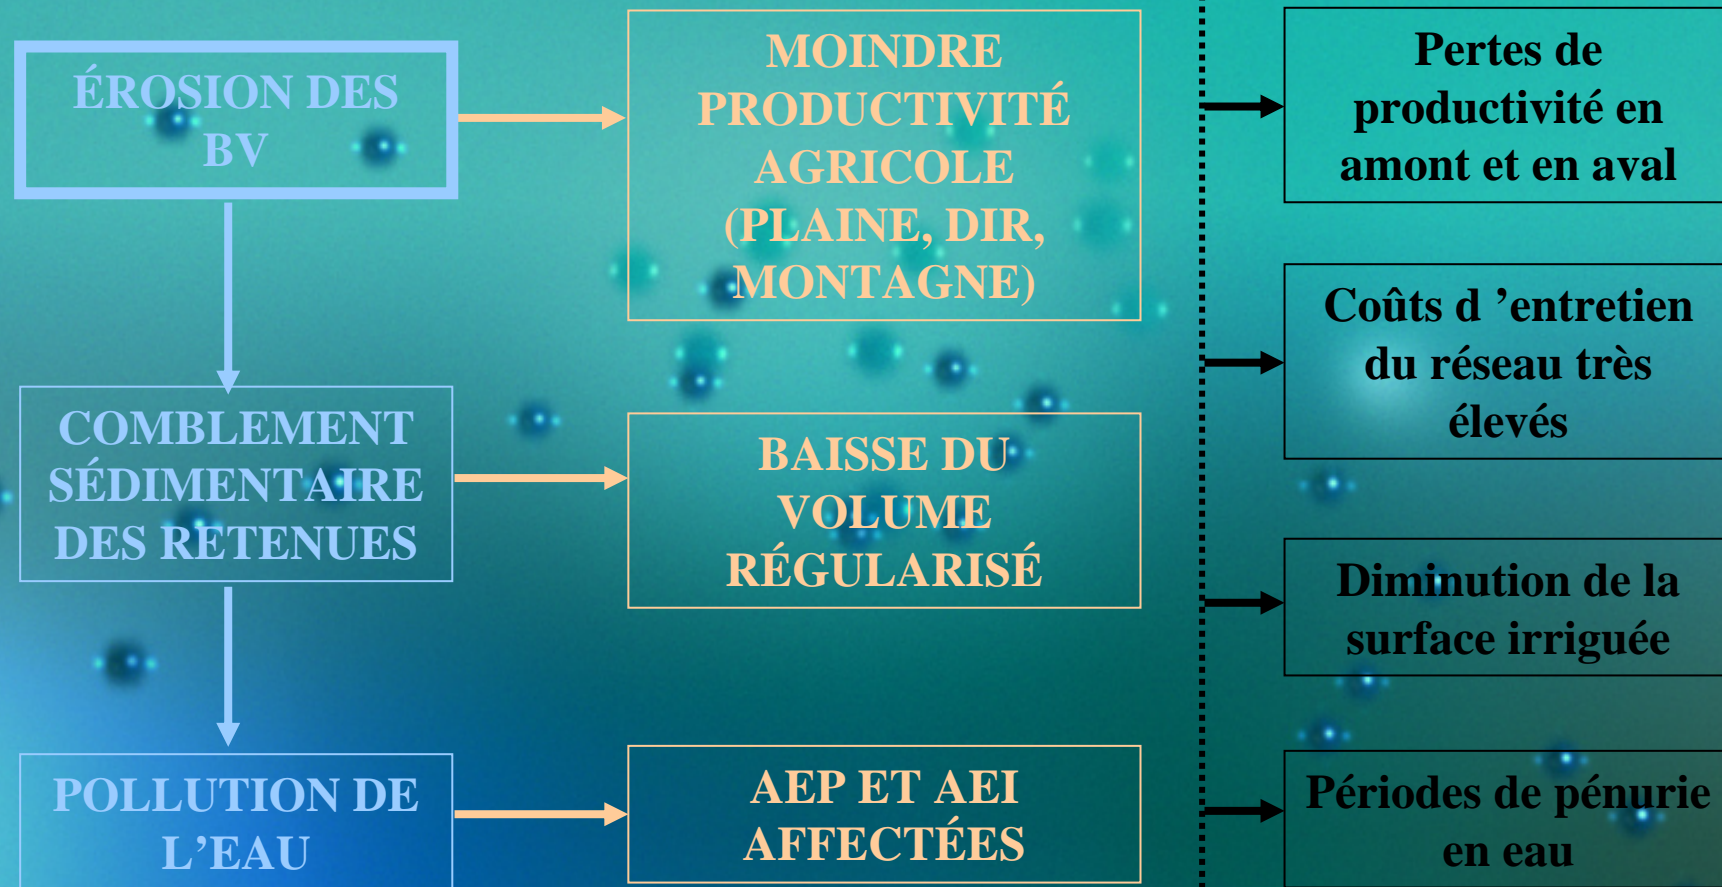 ÉROSION DES
BV
COMBLEMENT
SÉDIMENTAIRE
DES RETENUES
POLLUTION DE
L’EAU
MOINDRE
PRODUCTIVITÉ
AGRICOLE
(PLAINE, DIR,
MONTAGNE)
BAISSE DU
VOLUME
RÉGULARISÉ
AEP ET AEI
AFFECTÉES
Pertes de
productivité en
amont et en aval
Coûts d ’entretien
du réseau très
élevés
Diminution de la
surface irriguée
Périodes de pénurie
en eau